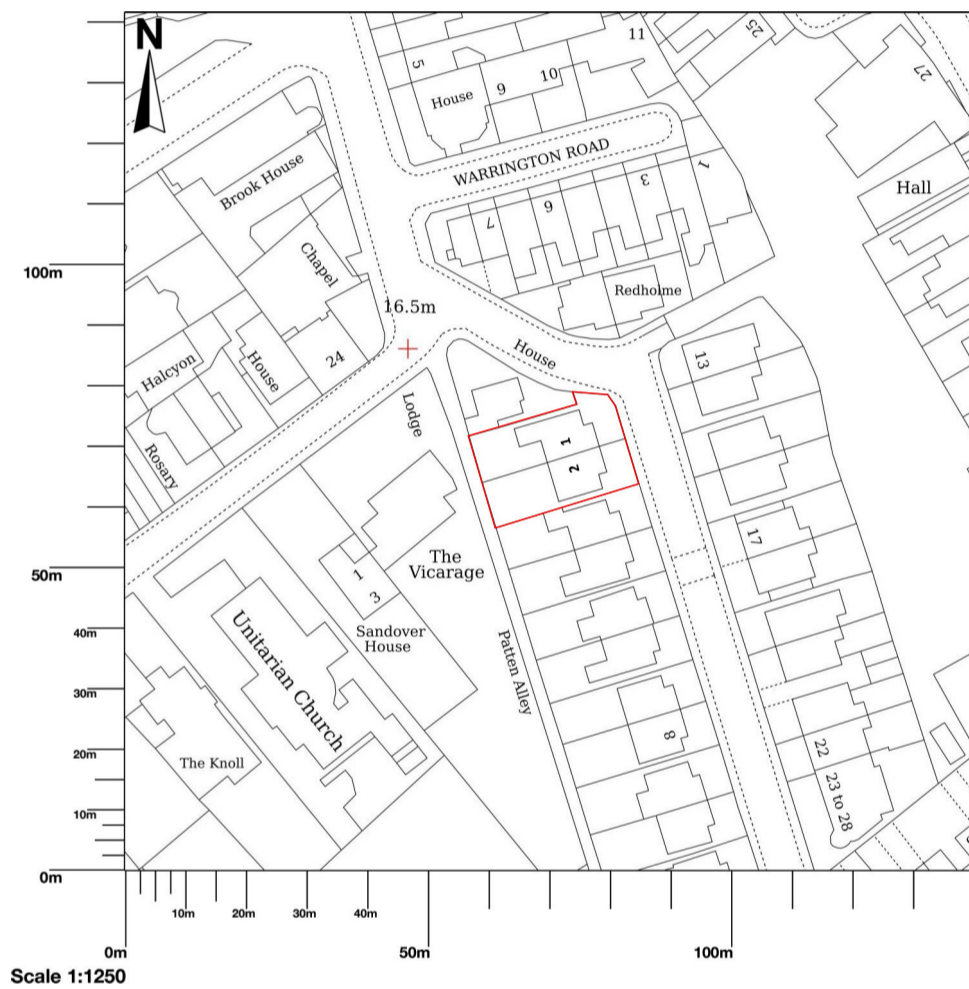 N
11
25
5
House
9
10
27
WARRINGTON ROAD
Brook House
3
1
Hall
7
6
Chapel
100m
Redholme
16.5m
House
24
House
Halcyon
13
Lodge
1
2
Rosary
17
The
Vicarage
50m
1
3
40m
Sandover
House
Unitarian Church
Patten Alley
30m
8
22
20m
The Knoll
23 to 28
10m
0m
10m
20m
30m
40m
0m
50m
100m
Scale 1:1250